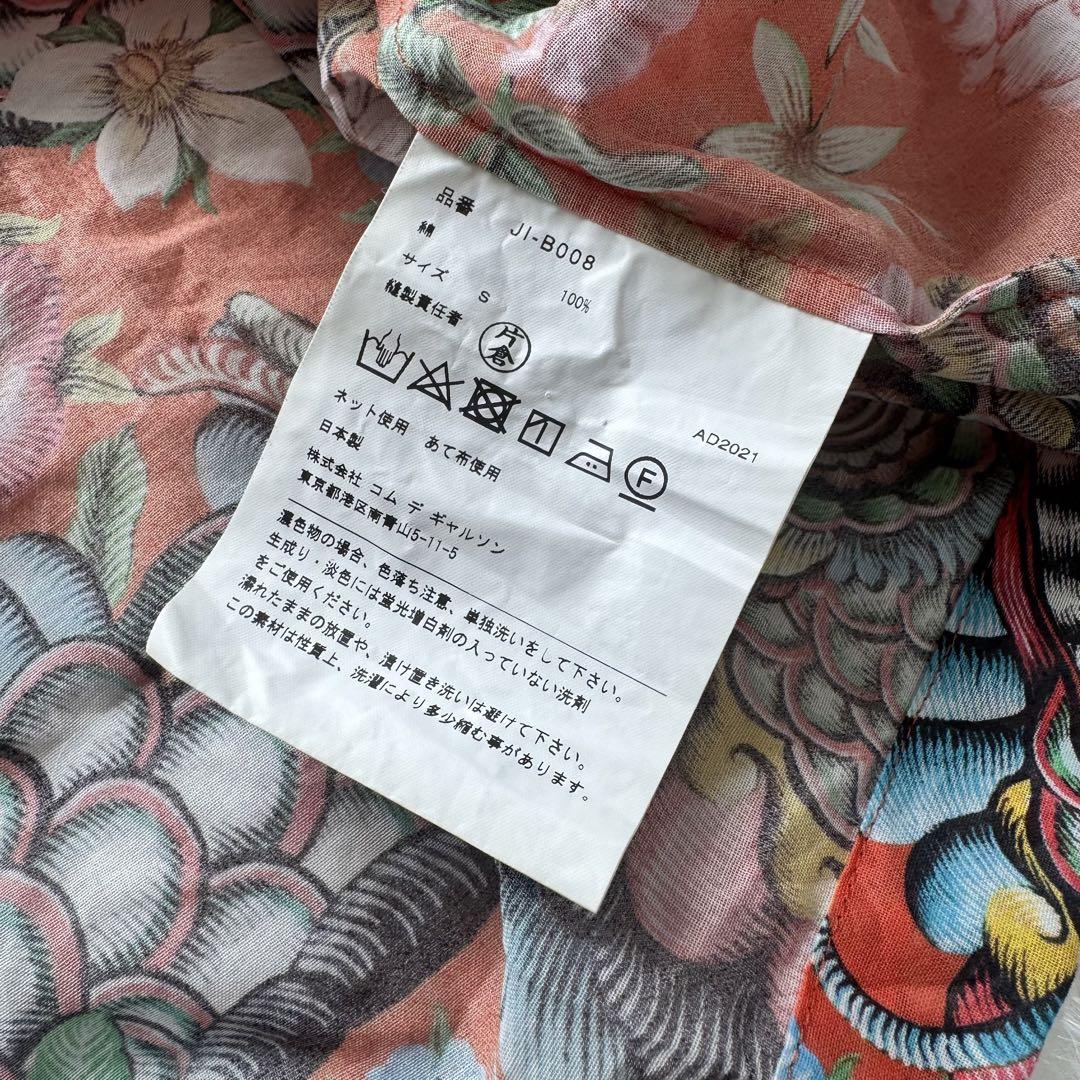 品番 JI-B008
綿 100%
サイズ S
縫製責任者 片倉
F
AD2021
ネット使用 あて布使用
日本製
株式会社 コム デ ギャルソン
東京都港区南青山5-11-5
濃色物の場合、色落ち注意、単独洗いをして下さい。
生成り・淡色には蛍光増白剤の入っていない洗剤
をご使用ください。
濡れたままの放置や、漬け置き洗いは避けて下さい。
この素材は性質上、洗濯により多少縮む事があります。